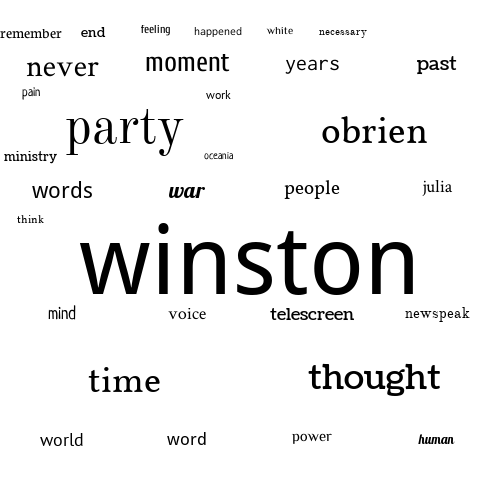 remember end feeling happened white necessary
never moment years past
pain work
party obrien
ministry oceania
words war people julia
think
winston
mind voice telescreen newspeak
time thought
world word power human